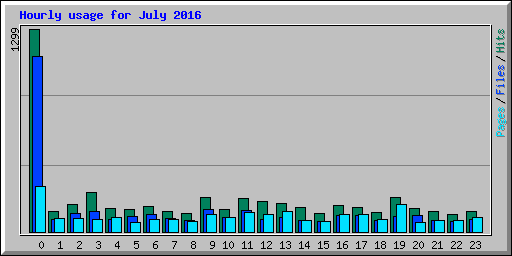 Hourly usage for July 2016
1299
Pages/Files/Hits
0 1 2 3 4 5 6 7 8 9 10 11 12 13 14 15 16 17 18 19 20 21 22 23